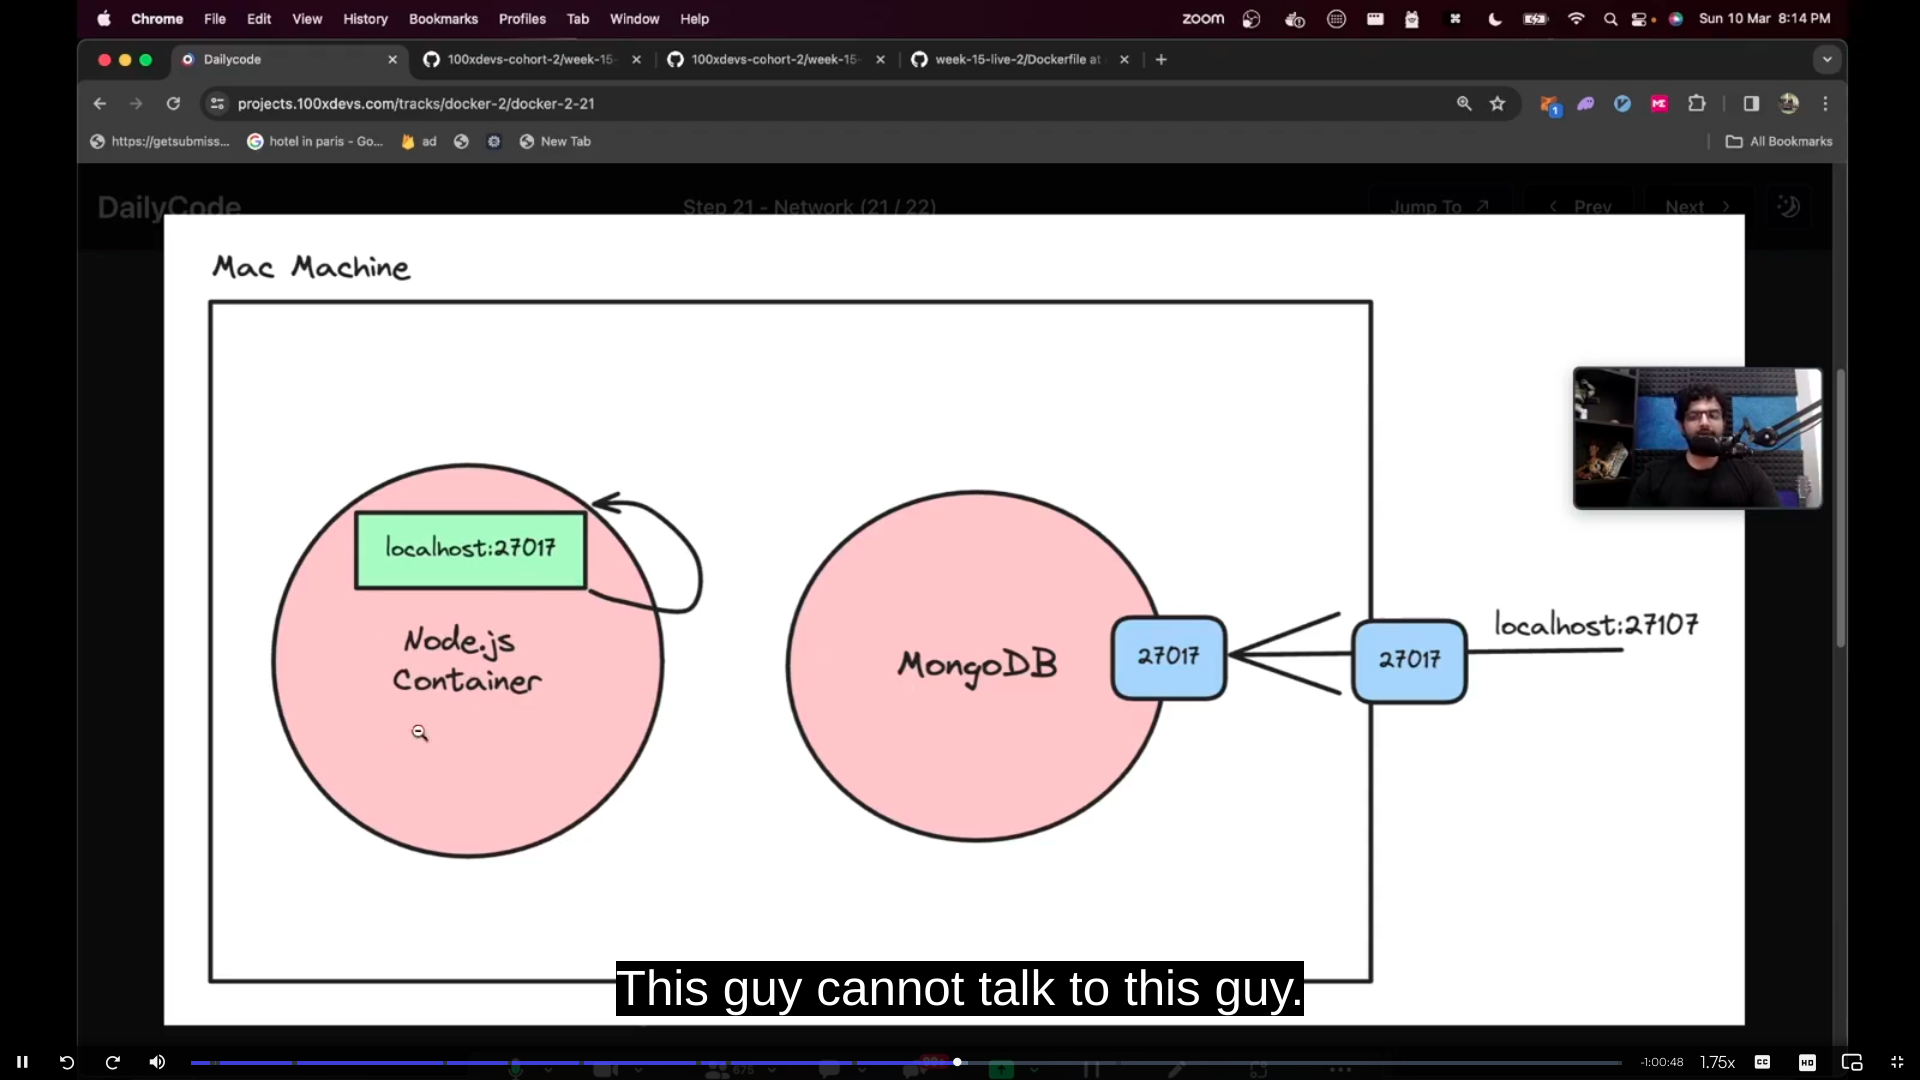 Chrome File Edit View History Bookmarks Profiles Tab Window Help zoom Sun 10 Mar 8:14 PM
Dailycode 100xdevs-cohort-2/week-15- 100xdevs-cohort-2/week-15- week-15-live-2/Dockerfile at
projects.100xdevs.com/tracks/docker-2/docker-2-21 1
https://getsubmiss... hotel in paris - Go... ad New Tab All Bookmarks
DailyCode Step 21 - Network (21 / 22) Jump To Prev Next
Mac Machine
localhost:27017
Node.js
Container
MongoDB
27017
27017
localhost:27107
This guy cannot talk to this guy.
675
-1:00:48 1.75x CC HD